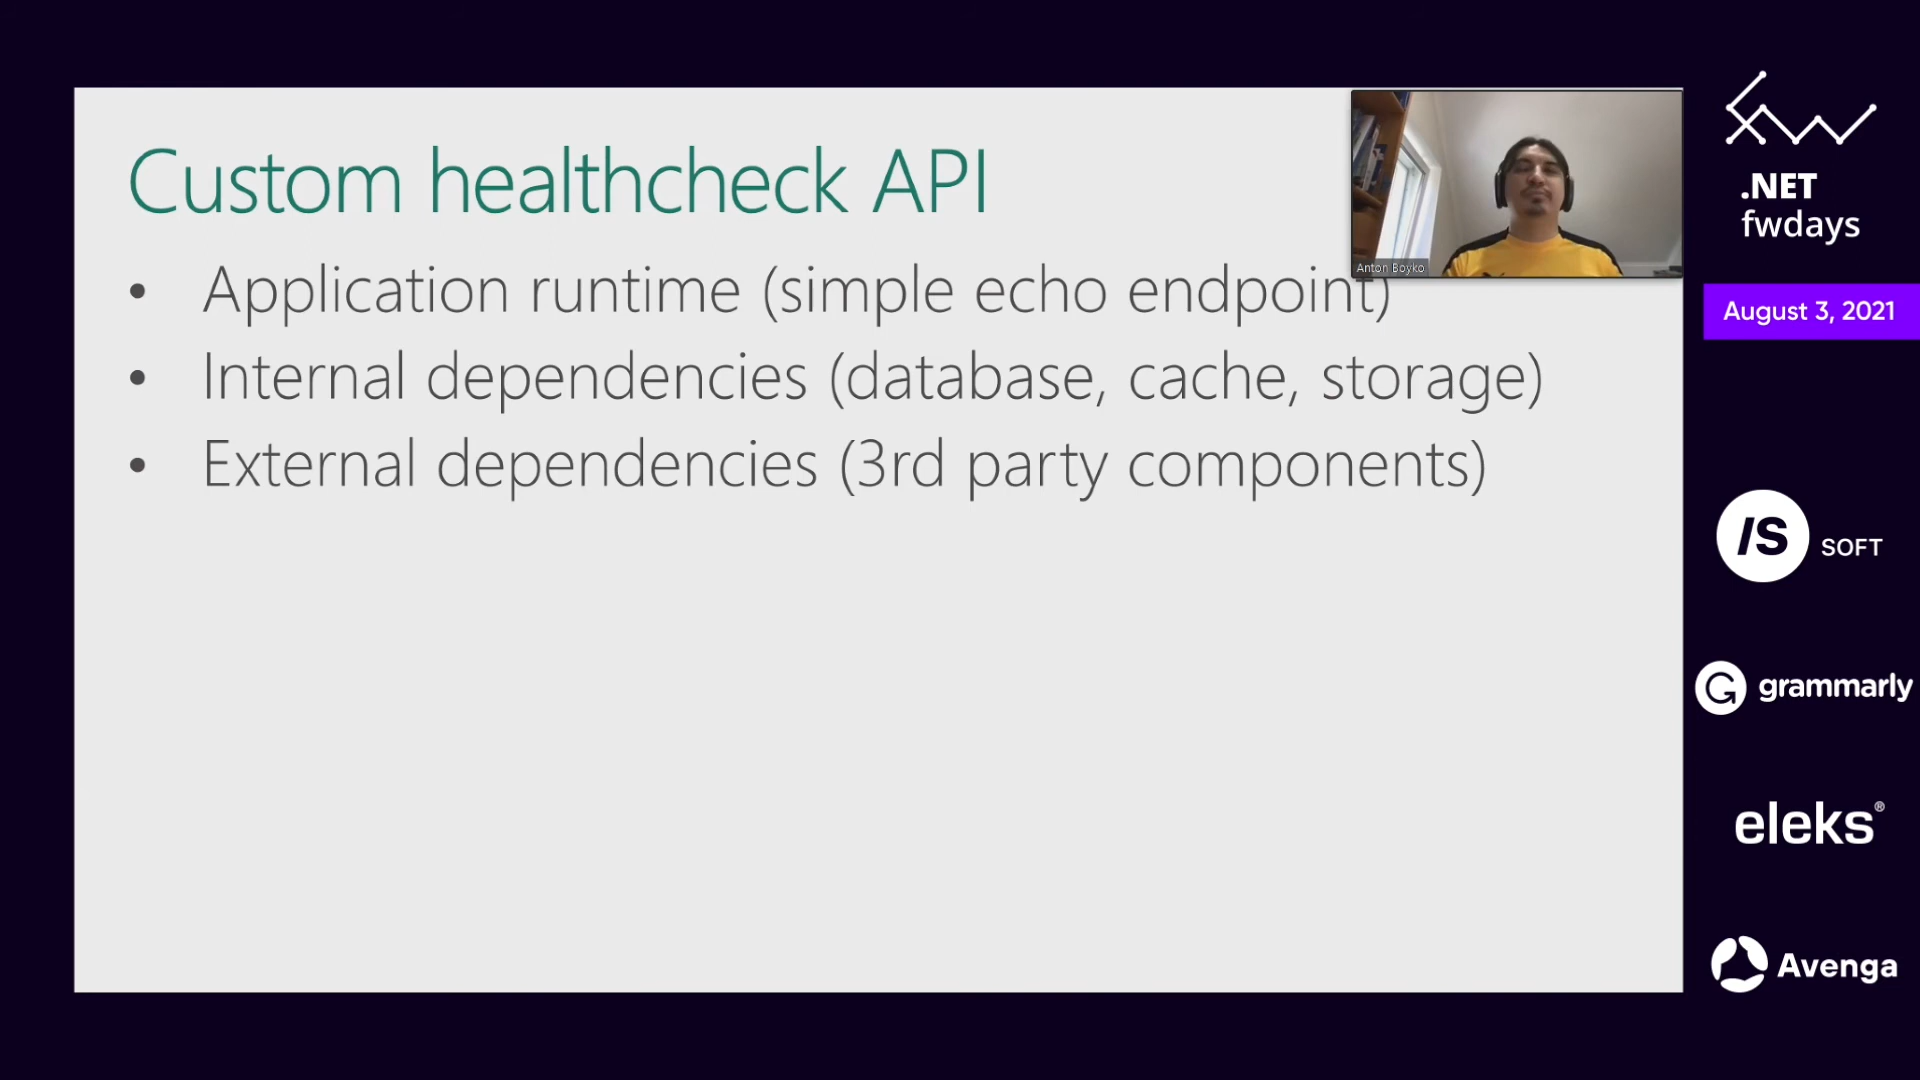 Custom healthcheck API
• Application runtime (simple echo endpoint)
• Internal dependencies (database, cache, storage)
• External dependencies (3rd party components)
Anton Boyko
.NET
fwdays
August 3, 2021
/S SOFT
G grammarly
eleks®
Avenga